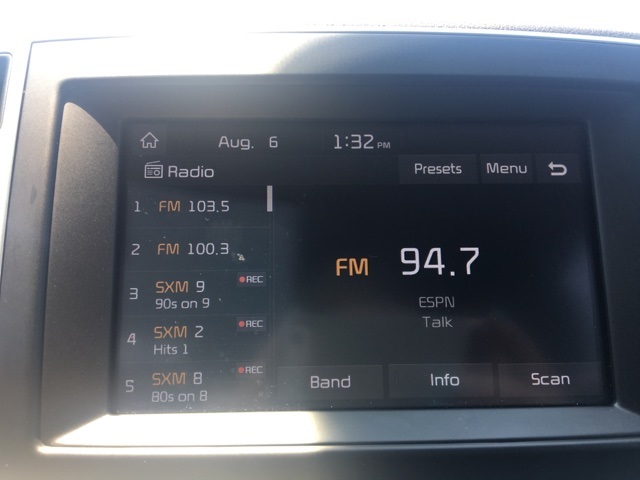 Aug. 6 1:32 PM
Radio Presets Menu
1 FM 103.5
2 FM 100.3
3 SXM 9 REC
90s on 9
4 SXM 2 REC
Hits 1
5 SXM 8 REC
80s on 8
FM 94.7
ESPN
Talk
Band Info Scan